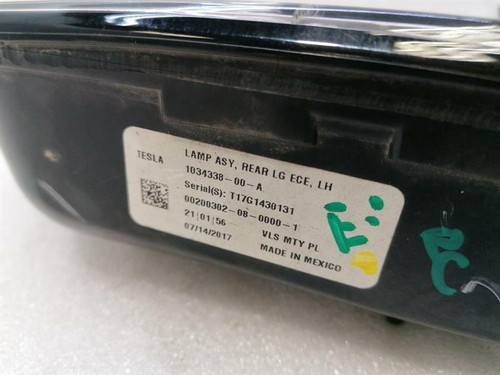 TESLA
LAMP ASY, REAR LG ECE, LH
1034338-00-A
Serial(S): T17G1430131
00200302-08-0000-1
21|01|56 VLS MTY PL
07/14/2017 MADE IN MEXICO